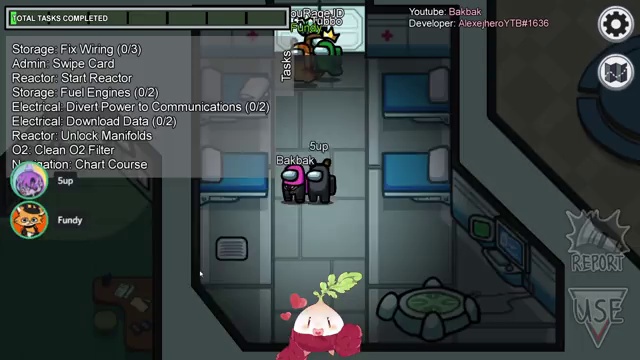 TOTAL TASKS COMPLETED
Storage: Fix Wiring (0/3)
Admin: Swipe Card
Reactor: Start Reactor
Storage: Fuel Engines (0/2)
Electrical: Divert Power to Communications (0/2)
Electrical: Download Data (0/2)
Reactor: Unlock Manifolds
O2: Clean O2 Filter
Navigation: Chart Course
Tasks
Fundy
Youtube: Bakbak
Developer: AlexejheroYTB#1636
5up
Bakbak
5up
Fundy
REPORT
USE